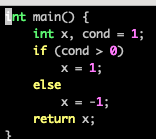 int main() {
    int x, cond = 1;
    if (cond > 0)
        x = 1;
    else
        x = -1;
    return x;
}